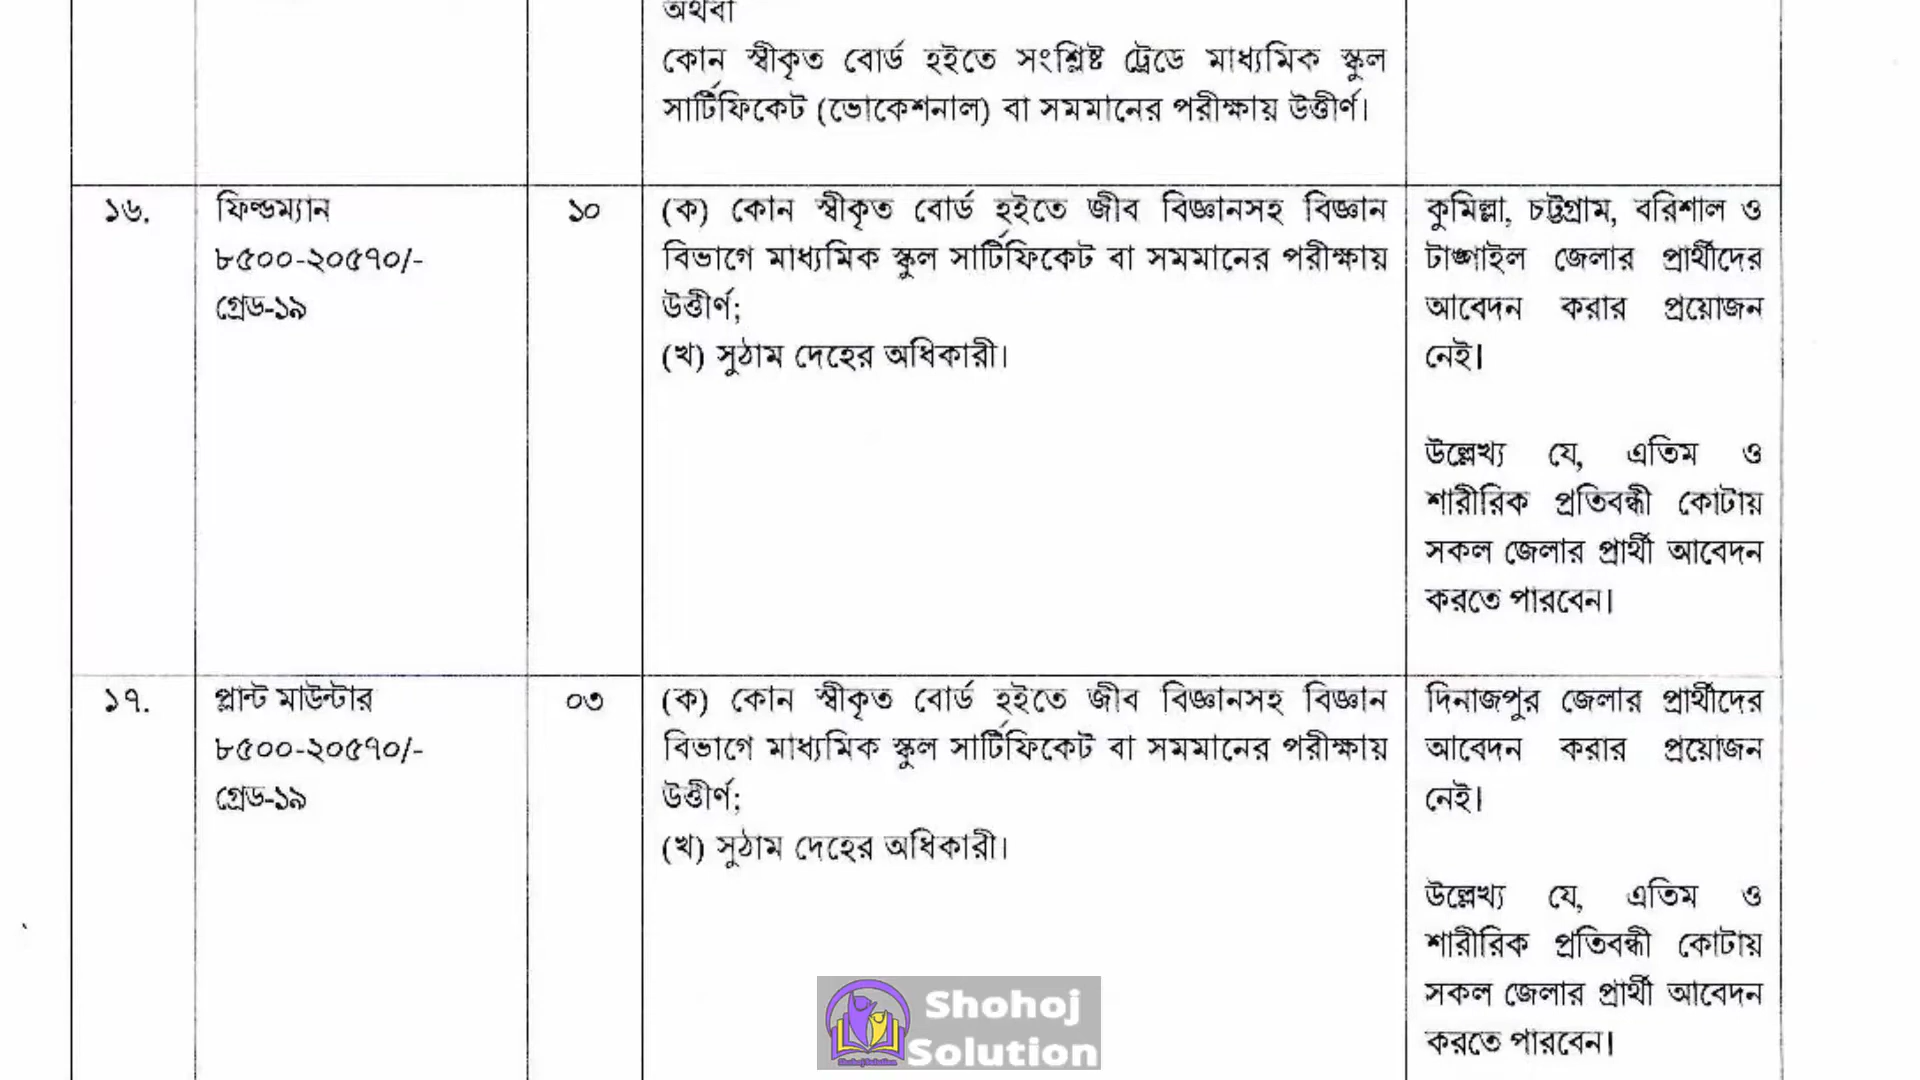 অথবা
কোন স্বীকৃত বোর্ড হইতে সংশ্লিষ্ট ট্রেডে মাধ্যমিক স্কুল
সার্টিফিকেট (ভোকেশনাল) বা সমমানের পরীক্ষায় উত্তীর্ণ।
১৬.
ফিল্ডম্যান
৮৫০০-২০৫৭০/-
গ্রেড-১৯
১০
(ক) কোন স্বীকৃত বোর্ড হইতে জীব বিজ্ঞানসহ বিজ্ঞান
বিভাগে মাধ্যমিক স্কুল সার্টিফিকেট বা সমমানের পরীক্ষায়
উত্তীর্ণ;
(খ) সুঠাম দেহের অধিকারী।
কুমিল্লা, চট্টগ্রাম, বরিশাল ও
টাঙ্গাইল জেলার প্রার্থীদের
আবেদন করার প্রয়োজন
নেই।
উল্লেখ্য যে, এতিম ও
শারীরিক প্রতিবন্ধী কোটায়
সকল জেলার প্রার্থী আবেদন
করতে পারবেন।
১৭.
প্লান্ট মাউন্টার
৮৫০০-২০৫৭০/-
গ্রেড-১৯
০৩
(ক) কোন স্বীকৃত বোর্ড হইতে জীব বিজ্ঞানসহ বিজ্ঞান
বিভাগে মাধ্যমিক স্কুল সার্টিফিকেট বা সমমানের পরীক্ষায়
উত্তীর্ণ;
(খ) সুঠাম দেহের অধিকারী।
দিনাজপুর জেলার প্রার্থীদের
আবেদন করার প্রয়োজন
নেই।
উল্লেখ্য যে, এতিম ও
শারীরিক প্রতিবন্ধী কোটায়
সকল জেলার প্রার্থী আবেদন
করতে পারবেন।
Shohoj
Solution
Shohoj Solution